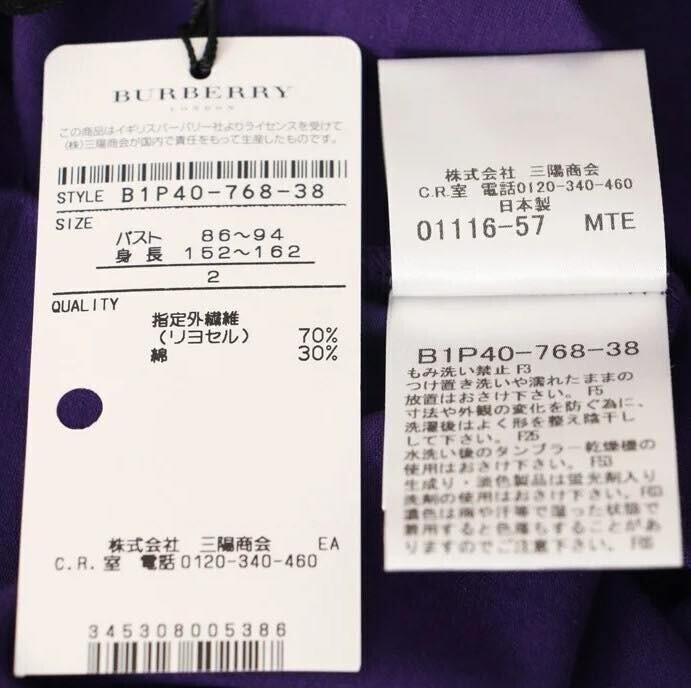 BURBERRY
LONDON
この商品はイギリスバーバリー社よりライセンスを受けて
(株)三陽商会が国内で責任をもって生産したものです。
STYLE B1P40-768-38
SIZE
バスト 86～94
身長 152～162
2
QUALITY
指定外繊維
(リヨセル) 70%
綿 30%
株式会社 三陽商会 EA
C.R.室 電話0120-340-460
345308005386
株式会社 三陽商会
C.R.室 電話0120-340-460
日本製
01116-57 MTE
B1P40-768-38
もみ洗い禁止 F3
つけ置き洗いや濡れたままの
放置はおさけ下さい。 F5
寸法や外観の変化を防ぐ為に、
洗濯後はよく形を整え陰干し
して下さい。 F25
水洗い後のタンブラー乾燥機の
使用はおさけ下さい。 F53
生成り・淡色製品は蛍光剤入り
洗剤の使用はおさけ下さい。
濃色は雨や汗等で湿った状態で
着用すると色落ちすることがあ
りますのでご注意下さい。